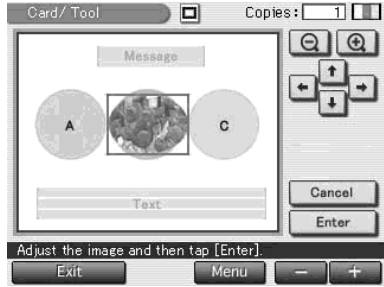 Card/Tool Copies: 1
Message
A C
Text
Cancel
Enter
Adjust the image and then tap [Enter].
Exit Menu − +